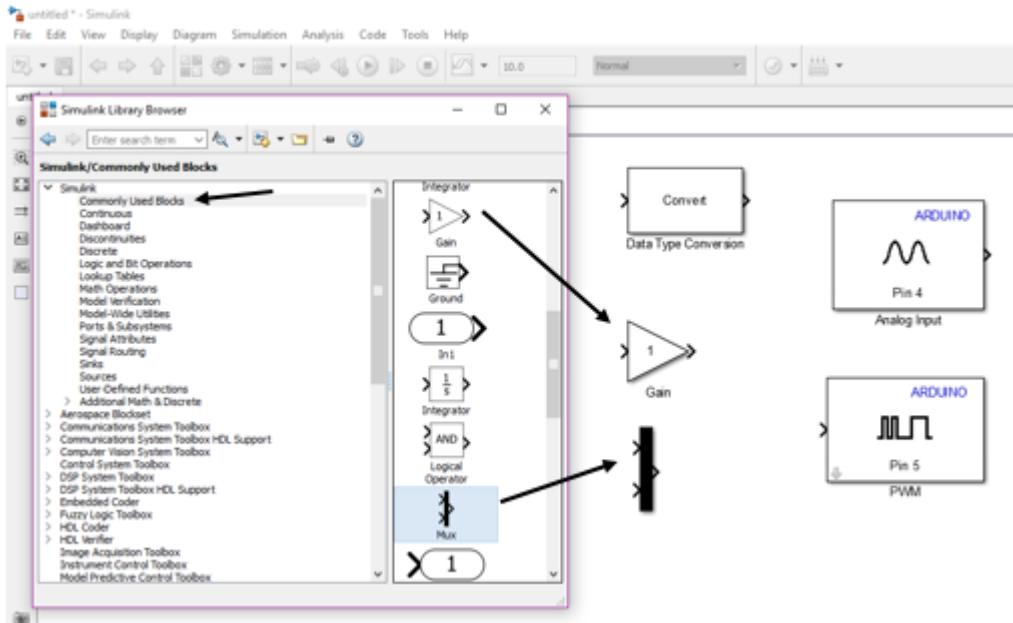 untitled * - Simulink
File Edit View Display Diagram Simulation Analysis Code Tools Help
10.0
Normal
Simulink Library Browser
Enter search term
Simulink/Commonly Used Blocks
Simulink
Commonly Used Blocks
Continuous
Dashboard
Discontinuities
Discrete
Logic and Bit Operations
Lookup Tables
Math Operations
Model Verification
Model-Wide Utilities
Ports & Subsystems
Signal Attributes
Signal Routing
Sinks
Sources
User-Defined Functions
Additional Math & Discrete
Aerospace Blockset
Communications System Toolbox
Communications System Toolbox HDL Support
Computer Vision System Toolbox
Control System Toolbox
DSP System Toolbox
DSP System Toolbox HDL Support
Embedded Coder
Fuzzy Logic Toolbox
HDL Coder
HDL Verifier
Image Acquisition Toolbox
Instrument Control Toolbox
Model Predictive Control Toolbox
Integrator
1
Gain
Ground
1
In1
1
s
Integrator
AND
Logical
Operator
Mux
1
Convert
Data Type Conversion
1
Gain
ARDUINO
Pin 4
Analog Input
ARDUINO
Pin 5
PWM